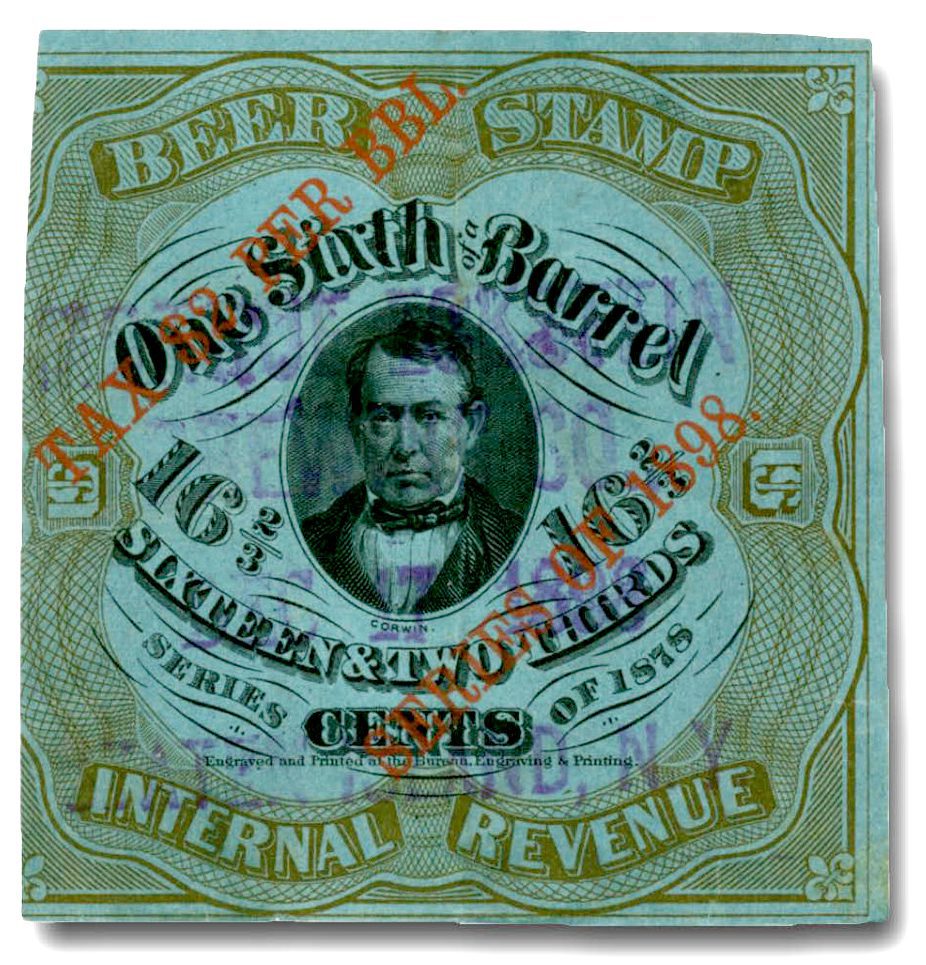 BEER STAMP
TAX $2 PER BBL.
One Sixth of a Barrel
16 2/3 16 2/3
CORWIN.
SIXTEEN & TWO THIRDS
CENTS
SERIES OF 1878
SERIES OF 1898.
Engraved and Printed at the Bureau, Engraving & Printing.
N.Y.
INTERNAL REVENUE